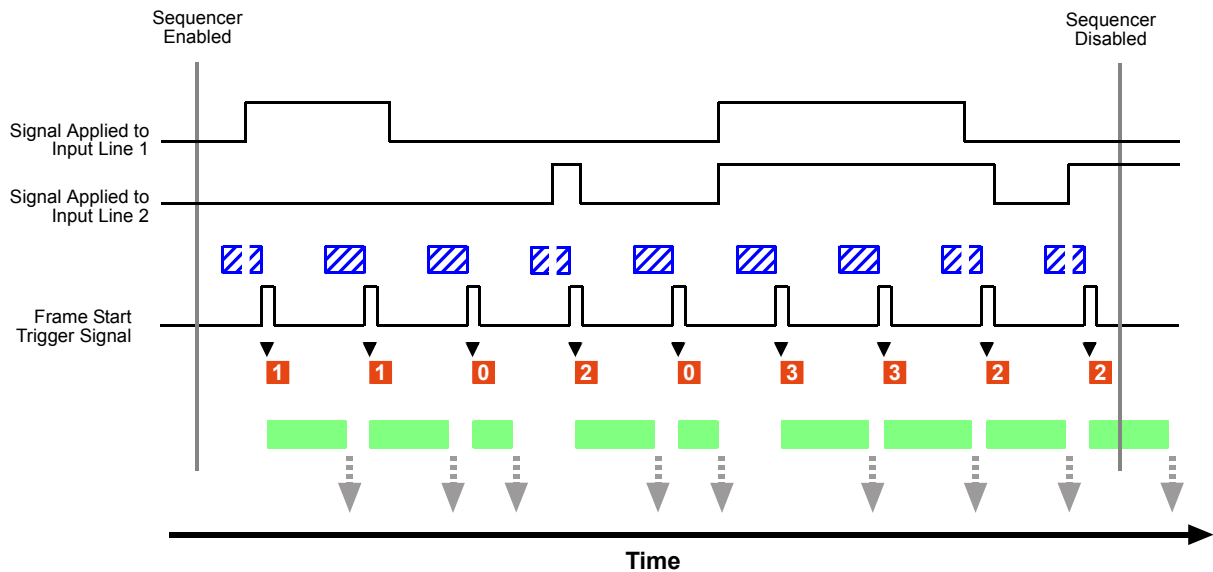 Sequencer
Enabled
Sequencer
Disabled
Signal Applied to
Input Line 1
Signal Applied to
Input Line 2
Frame Start
Trigger Signal
1 1 0 2 0 3 3 2 2
Time